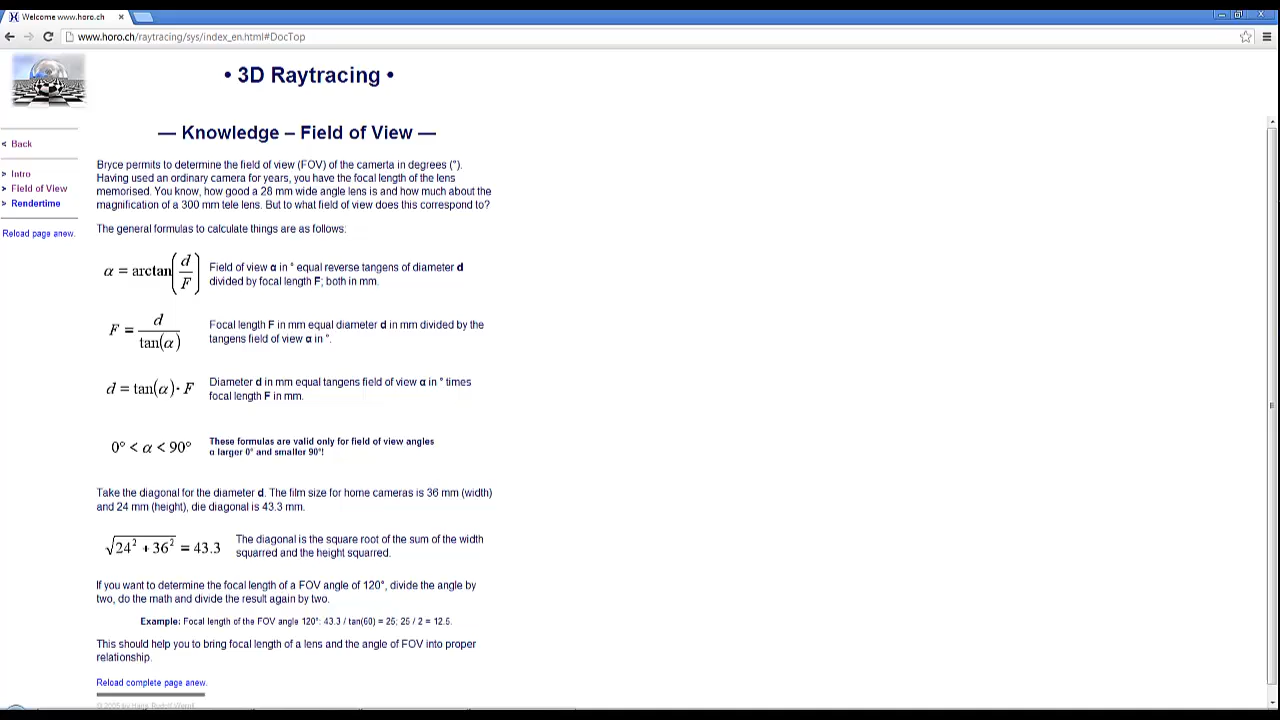 Welcome www.horo.ch
www.horo.ch/raytracing/sys/index_en.html#DocTop
• 3D Raytracing •
— Knowledge – Field of View —
< Back
> Intro
> Field of View
> Rendertime
Reload page anew.
Bryce permits to determine the field of view (FOV) of the camerta in degrees (°).
Having used an ordinary camera for years, you have the focal length of the lens
memorised. You know, how good a 28 mm wide angle lens is and how much about the
magnification of a 300 mm tele lens. But to what field of view does this correspond to?
The general formulas to calculate things are as follows:
α = arctan(d/F)
Field of view α in ° equal reverse tangens of diameter d
divided by focal length F; both in mm.
F = d/tan(α)
Focal length F in mm equal diameter d in mm divided by the
tangens field of view α in °.
d = tan(α)· F
Diameter d in mm equal tangens field of view α in ° times
focal length F in mm.
0° < α < 90°
These formulas are valid only for field of view angles
α larger 0° and smaller 90°!
Take the diagonal for the diameter d. The film size for home cameras is 36 mm (width)
and 24 mm (height), die diagonal is 43.3 mm.
√24² + 36² = 43.3
The diagonal is the square root of the sum of the width
squarred and the height squarred.
If you want to determine the focal length of a FOV angle of 120°, divide the angle by
two, do the math and divide the result again by two.
Example: Focal length of the FOV angle 120°: 43.3 / tan(60) = 25; 25 / 2 = 12.5.
This should help you to bring focal length of a lens and the angle of FOV into proper
relationship.
Reload complete page anew.